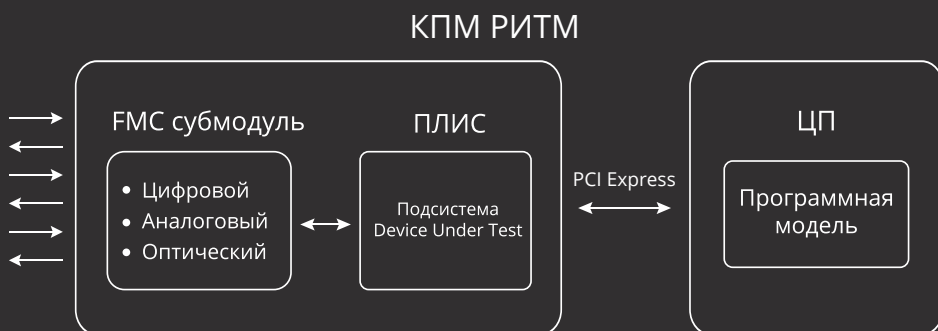 КПМ РИТМ
FMC субмодуль
• Цифровой
• Аналоговый
• Оптический
ПЛИС
Подсистема
Device Under Test
PCI Express
ЦП
Программная
модель